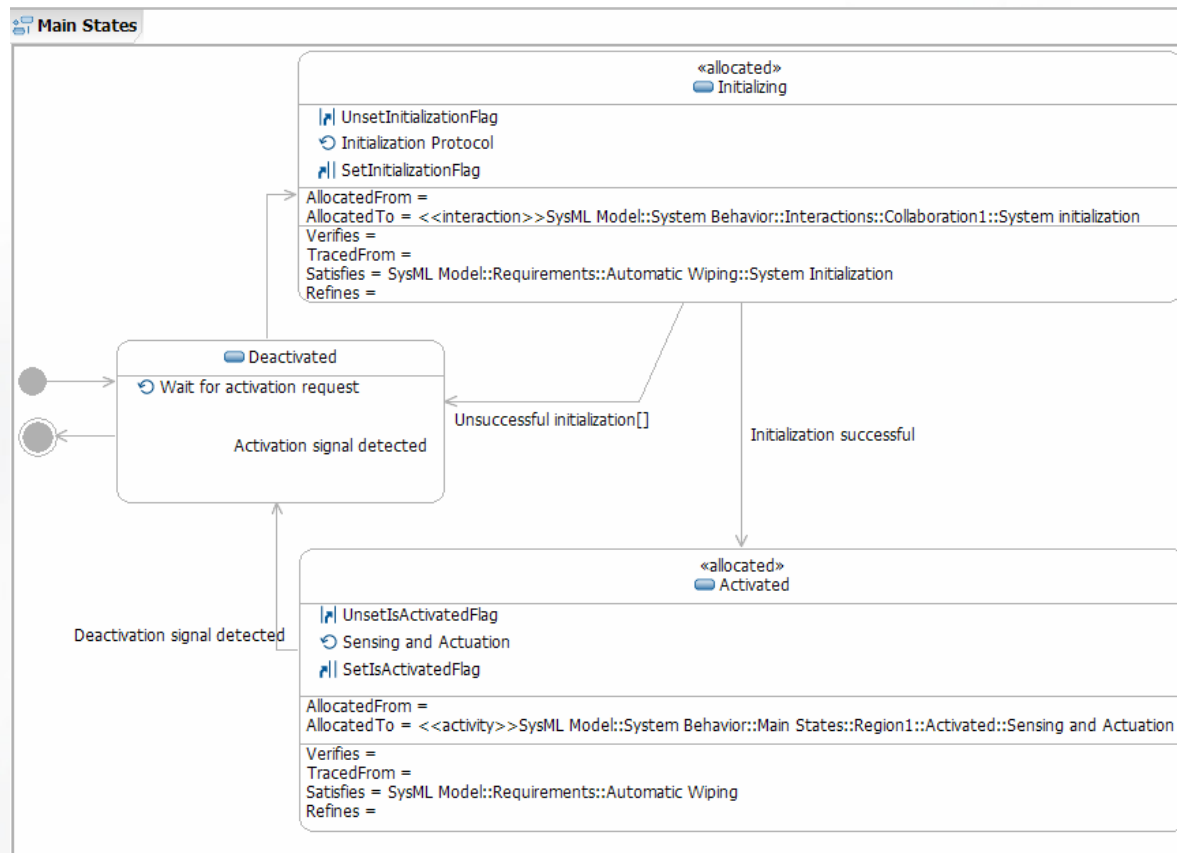 Main States
«allocated»
Initializing
UnsetInitializationFlag
Initialization Protocol
SetInitializationFlag
AllocatedFrom =
AllocatedTo = <<interaction>>SysML Model::System Behavior::Interactions::Collaboration1::System initialization
Verifies =
TracedFrom =
Satisfies = SysML Model::Requirements::Automatic Wiping::System Initialization
Refines =
Deactivated
Wait for activation request
Activation signal detected
Unsuccessful initialization[]
Initialization successful
«allocated»
Activated
UnsetIsActivatedFlag
Sensing and Actuation
SetIsActivatedFlag
Deactivation signal detected
AllocatedFrom =
AllocatedTo = <<activity>>SysML Model::System Behavior::Main States::Region1::Activated::Sensing and Actuation
Verifies =
TracedFrom =
Satisfies = SysML Model::Requirements::Automatic Wiping
Refines =